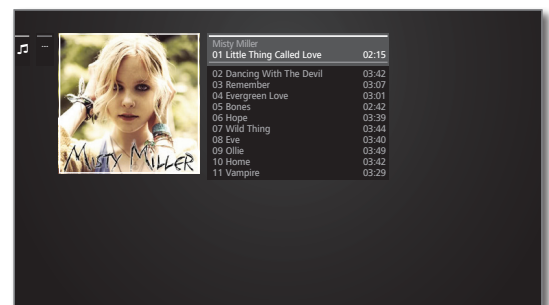 ...
MISTY MILLER
Misty Miller
01 Little Thing Called Love 02:15
02 Dancing With The Devil 03:42
03 Remember 03:07
04 Evergreen Love 03:01
05 Bones 02:42
06 Hope 03:39
07 Wild Thing 03:44
08 Eve 03:40
09 Ollie 03:49
10 Home 03:42
11 Vampire 03:29